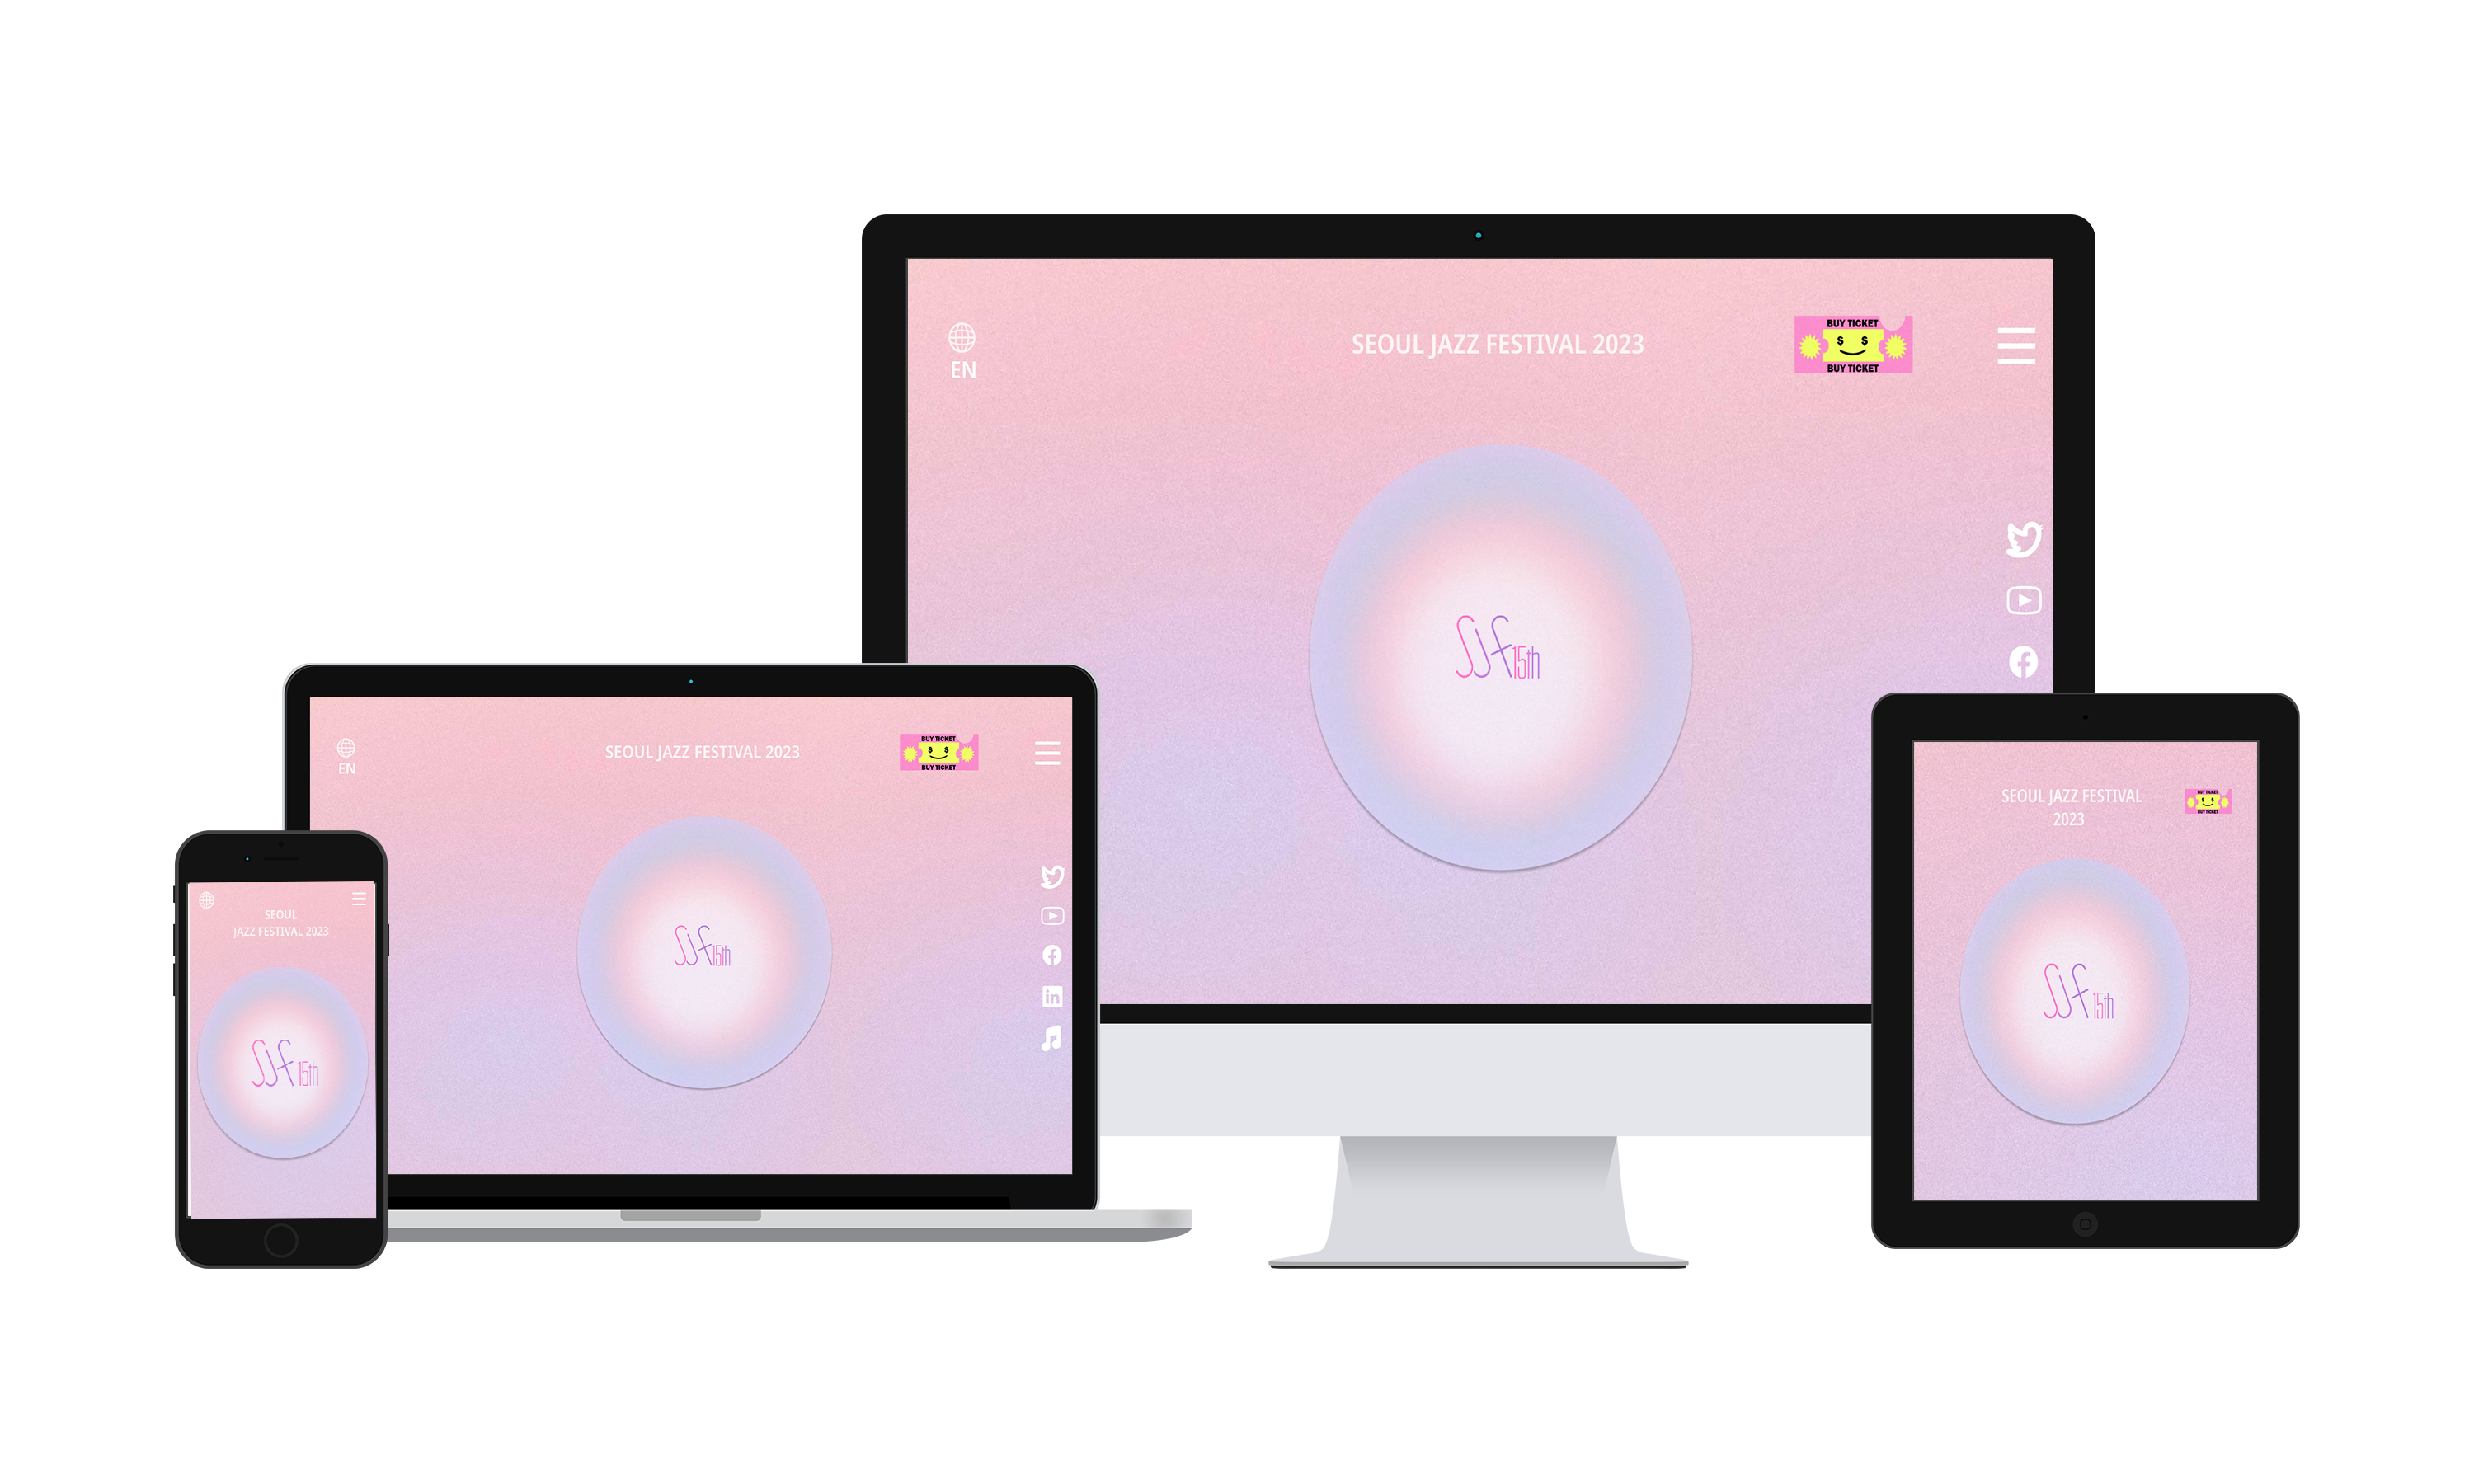 EN
SEOUL JAZZ FESTIVAL 2023
BUY TICKET
$ $
BUY TICKET
SJF 15th
EN
SEOUL JAZZ FESTIVAL 2023
BUY TICKET
$ $
BUY TICKET
SJF 15th
in
SEOUL
JAZZ FESTIVAL 2023
SJF 15th
SEOUL JAZZ FESTIVAL
2023
BUY TICKET
$ $
BUY TICKET
SJF 15th